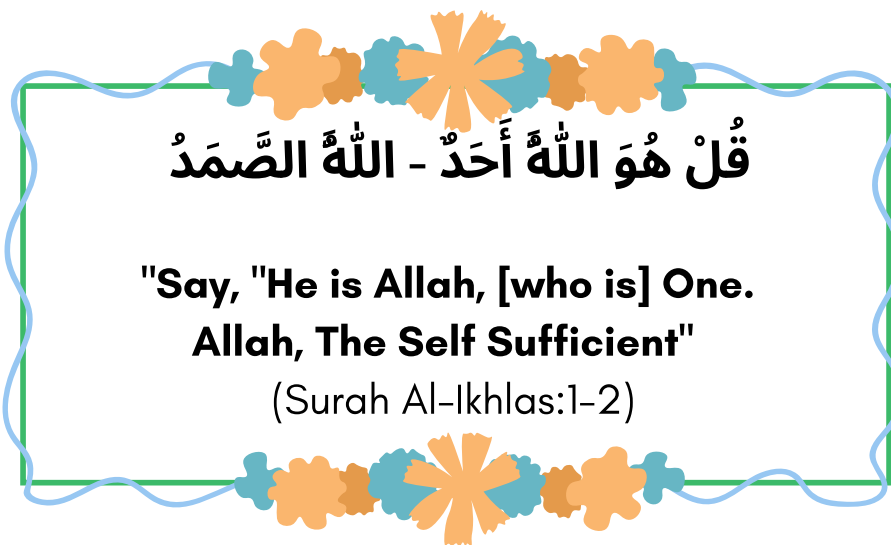 قُلْ هُوَ اللَّهُ أَحَدٌ - اللَّهُ الصَّمَدُ
"Say, "He is Allah, [who is] One.
Allah, The Self Sufficient"
(Surah Al-Ikhlas:1-2)